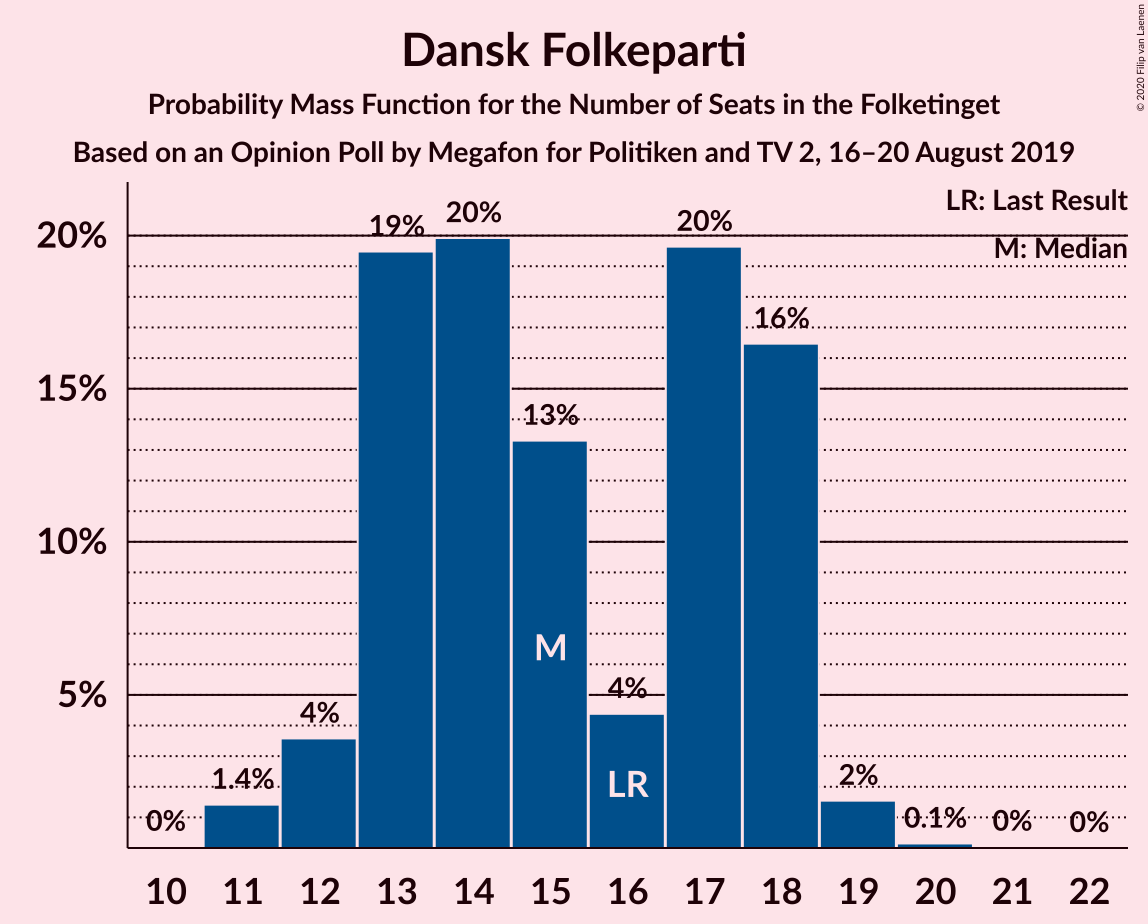 Dansk Folkeparti
Probability Mass Function for the Number of Seats in the Folketinget
Based on an Opinion Poll by Megafon for Politiken and TV 2, 16–20 August 2019
© 2020 Filip van Laenen
LR: Last Result
M: Median
20%
15%
10%
5%
0%
1.4%
4%
19%
20%
13%
4%
20%
16%
2%
0.1%
0%
0%
M
LR
10 11 12 13 14 15 16 17 18 19 20 21 22